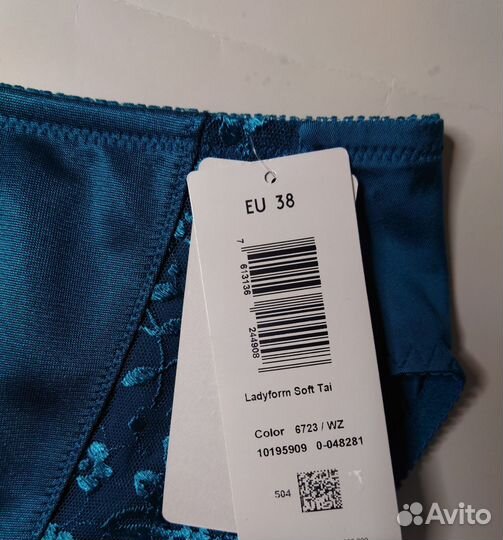 EU 38
7 613136 244908
Ladyform Soft Tai
Color 6723 / WZ
10195909 0-048281
504
Avito